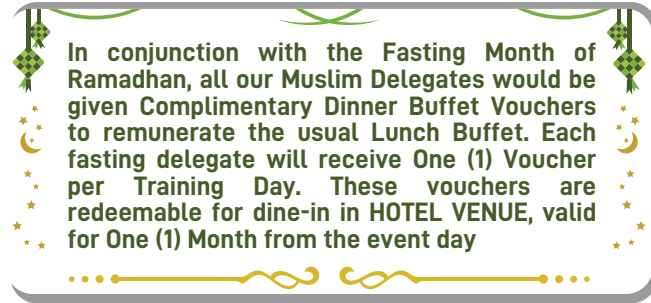 In conjunction with the Fasting Month of
Ramadhan, all our Muslim Delegates would be
given Complimentary Dinner Buffet Vouchers
to remunerate the usual Lunch Buffet. Each
fasting delegate will receive One (1) Voucher
per Training Day. These vouchers are
redeemable for dine-in in HOTEL VENUE, valid
for One (1) Month from the event day